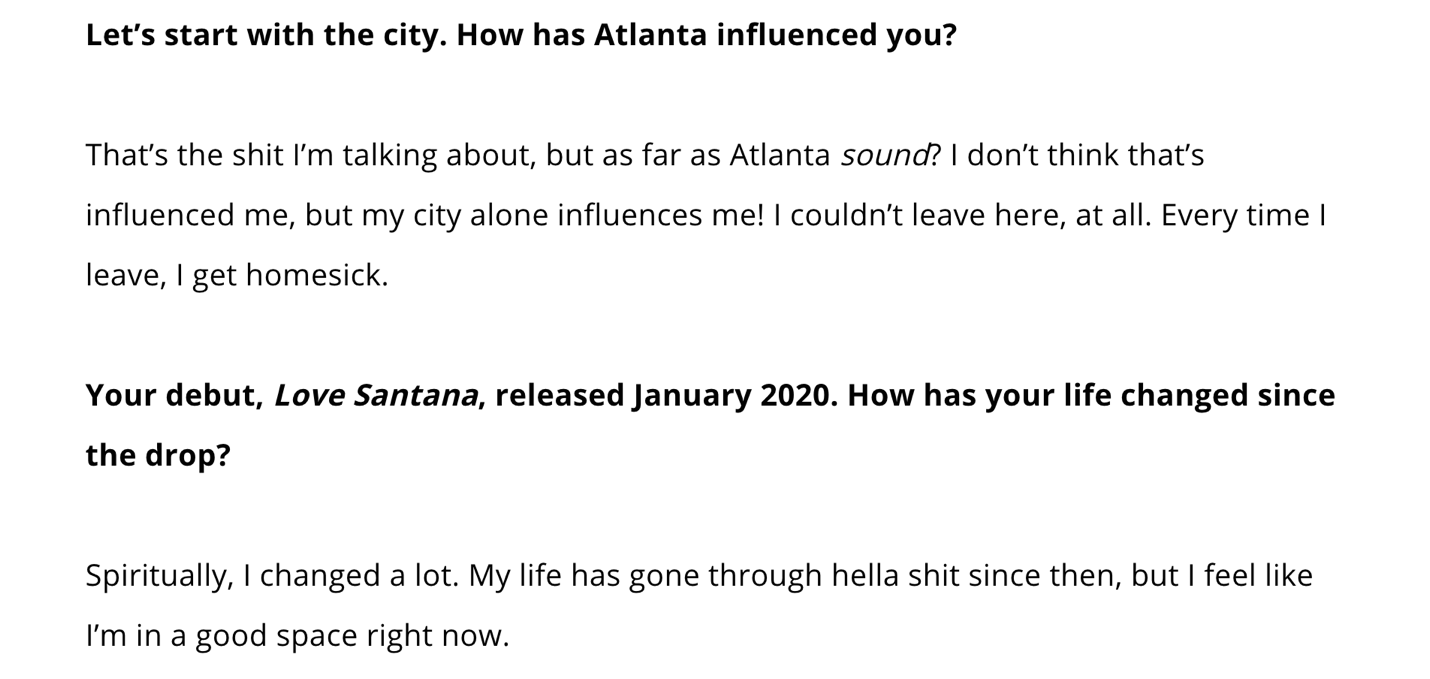 Let’s start with the city. How has Atlanta influenced you?
That’s the shit I’m talking about, but as far as Atlanta sound? I don’t think that’s
influenced me, but my city alone influences me! I couldn’t leave here, at all. Every time I
leave, I get homesick.
Your debut, Love Santana, released January 2020. How has your life changed since
the drop?
Spiritually, I changed a lot. My life has gone through hella shit since then, but I feel like
I’m in a good space right now.